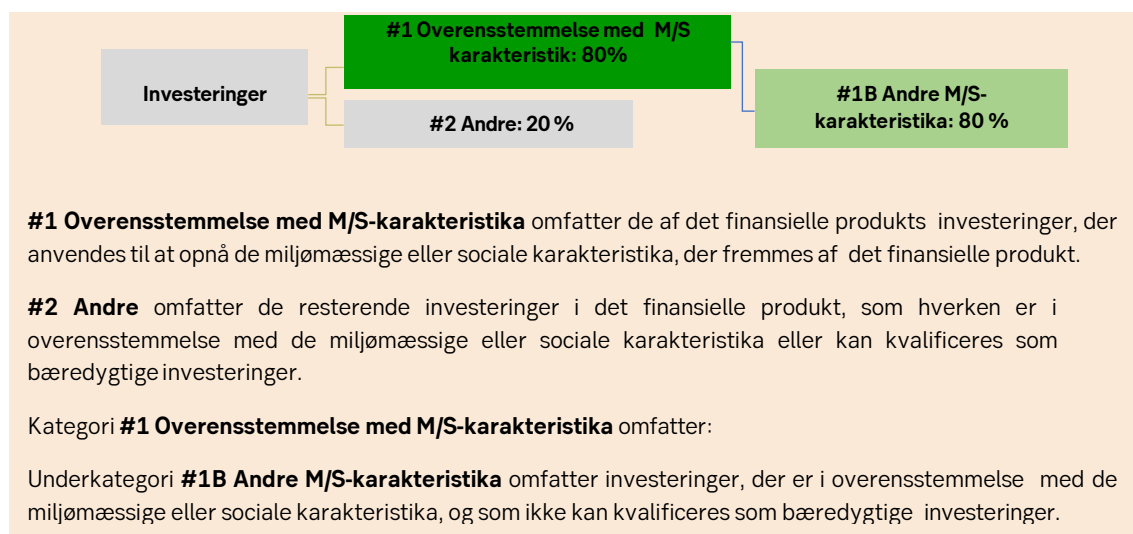 #1 Overensstemmelse med M/S
karakteristik: 80%
Investeringer
#2 Andre: 20 %
#1B Andre M/S-
karakteristika: 80 %
#1 Overensstemmelse med M/S-karakteristika omfatter de af det finansielle produkts investeringer, der
anvendes til at opnå de miljømæssige eller sociale karakteristika, der fremmes af det finansielle produkt.
#2 Andre omfatter de resterende investeringer i det finansielle produkt, som hverken er i
overensstemmelse med de miljømæssige eller sociale karakteristika eller kan kvalificeres som
bæredygtige investeringer.
Kategori #1 Overensstemmelse med M/S-karakteristika omfatter:
Underkategori #1B Andre M/S-karakteristika omfatter investeringer, der er i overensstemmelse med de
miljømæssige eller sociale karakteristika, og som ikke kan kvalificeres som bæredygtige investeringer.